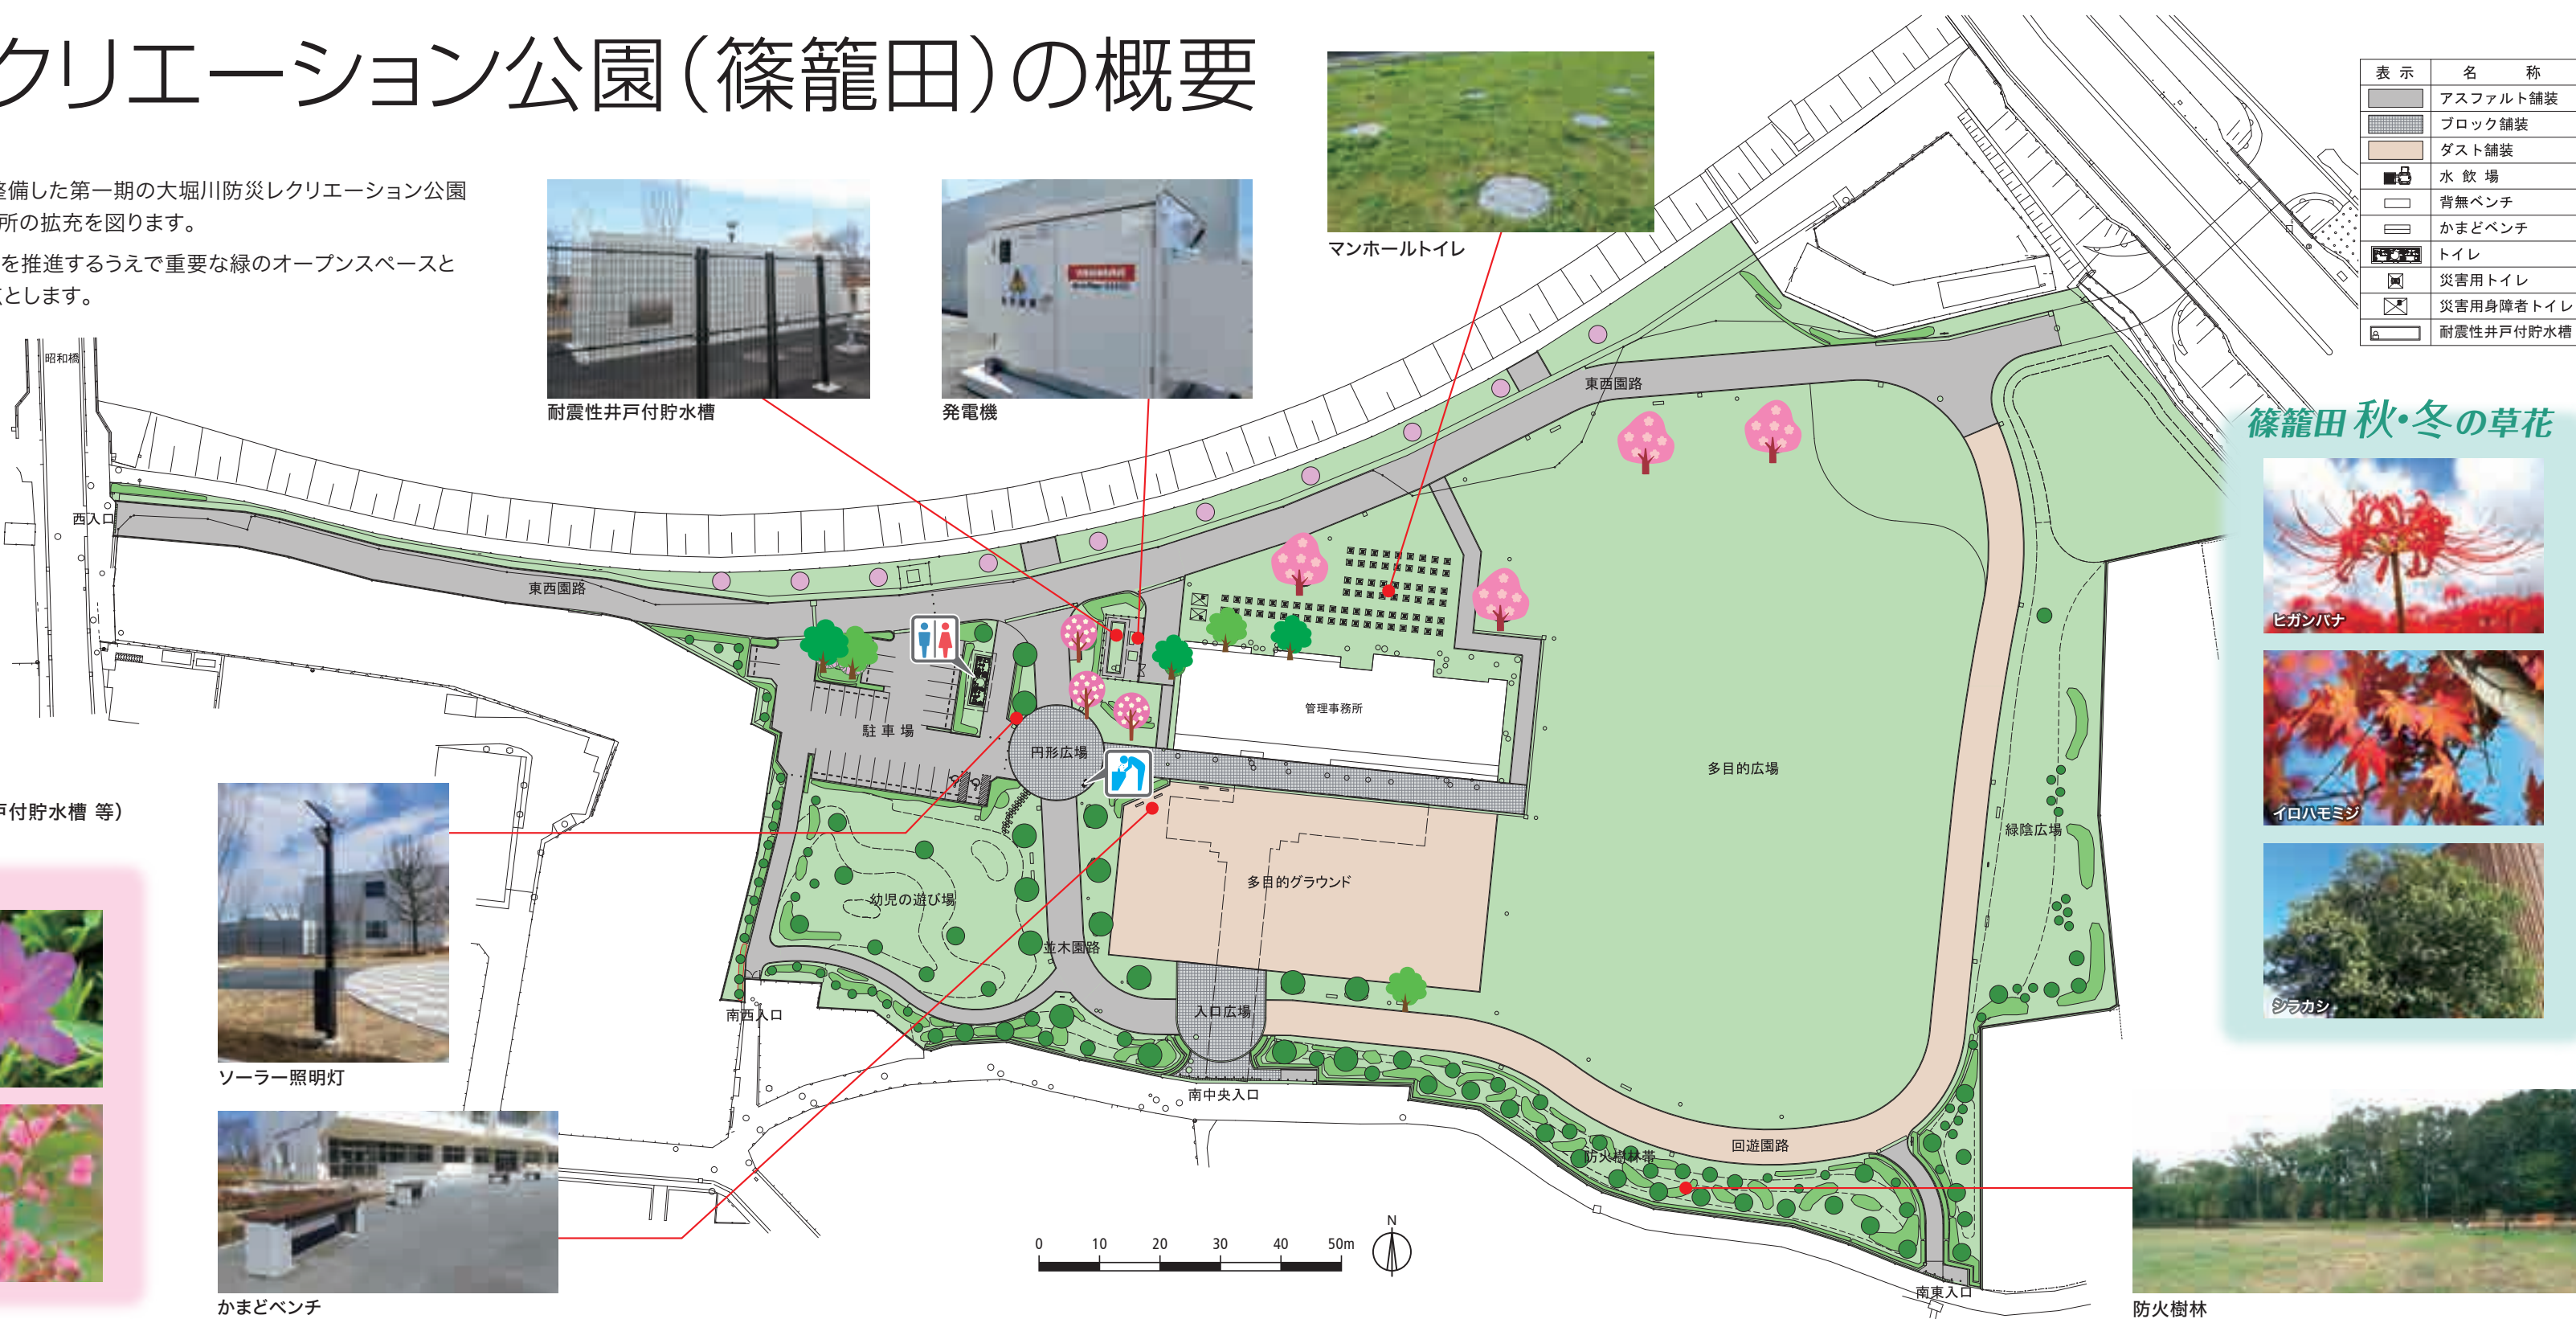 クリエーション公園（篠籠田）の概要
整備した第一期の大堀川防災レクリエーション公園
所の拡充を図ります。
を推進するうえで重要な緑のオープンスペースと
とします。
耐震性井戸付貯水槽
発電機
マンホールトイレ
表 示 名 称
アスファルト舗装
ブロック舗装
ダスト舗装
水 飲 場
背無ベンチ
かまどベンチ
トイレ
災害用トイレ
災害用身障者トイレ
耐震性井戸付貯水槽
昭和橋
西入口
東西園路
東西園路
駐 車 場
円形広場
管理事務所
多目的広場
緑陰広場
幼児の遊び場
多目的グラウンド
並木園路
入口広場
南西入口
南中央入口
回遊園路
防火樹林帯
南東入口
戸付貯水槽 等）
ソーラー照明灯
かまどベンチ
0 10 20 30 40 50m
N
篠籠田 秋・冬の草花
ヒガンバナ
イロハモミジ
シラカシ
防火樹林